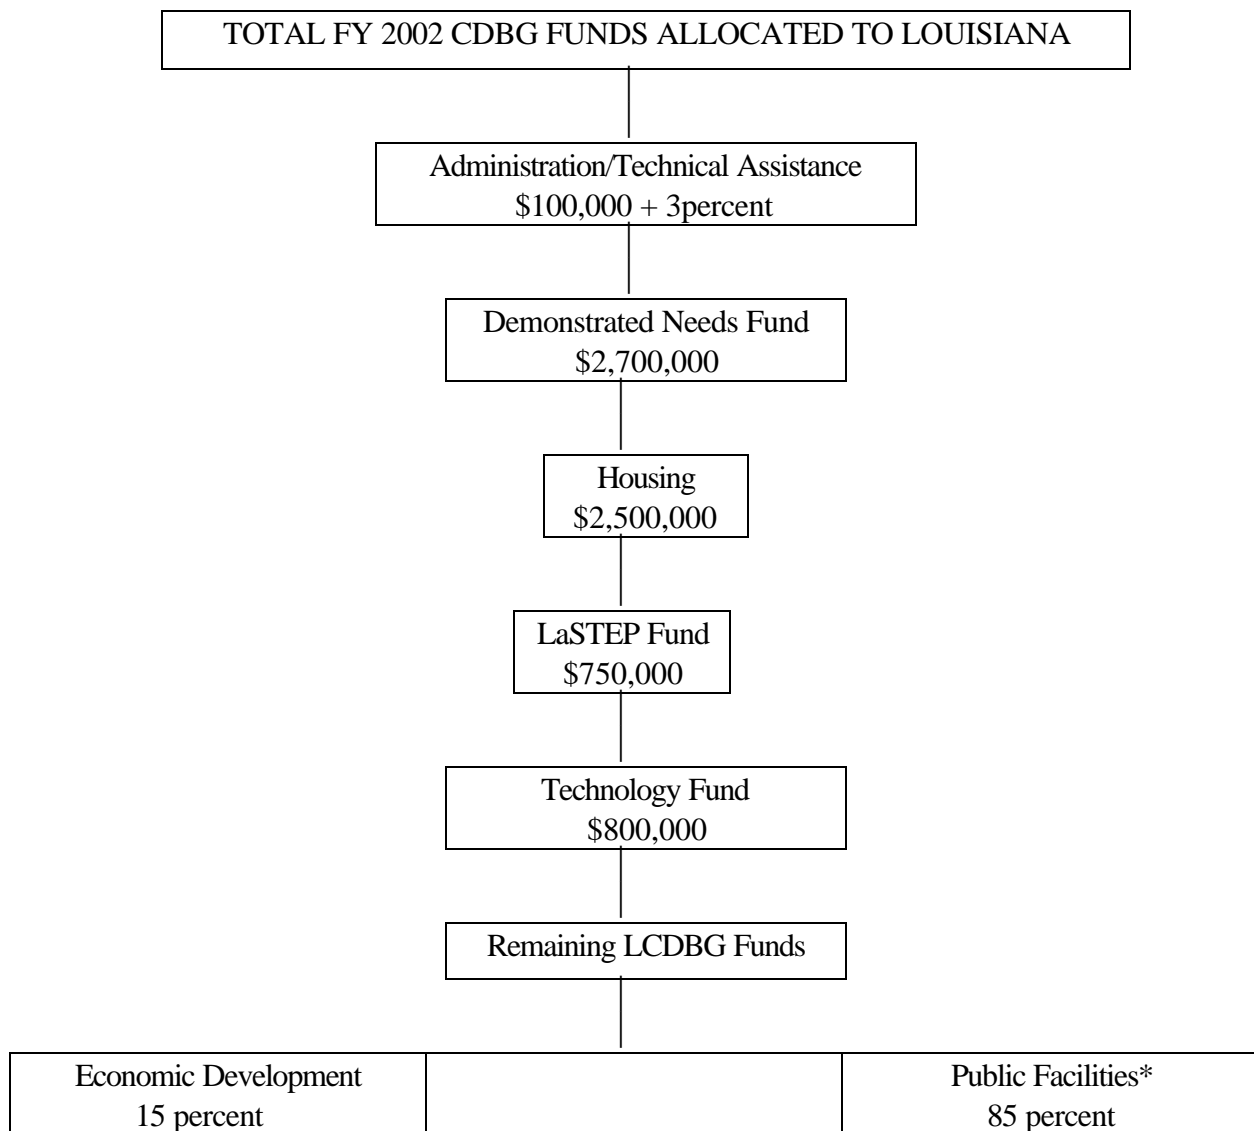 TOTAL FY 2002 CDBG FUNDS ALLOCATED TO LOUISIANA
Administration/Technical Assistance
$100,000 + 3percent
Demonstrated Needs Fund
$2,700,000
Housing
$2,500,000
LaSTEP Fund
$750,000
Technology Fund
$800,000
Remaining LCDBG Funds
Economic Development
15 percent
Public Facilities*
85 percent